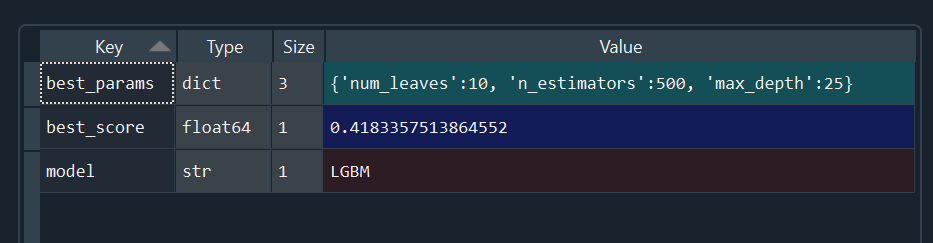 Key Type Size Value
best_params dict 3 {'num_leaves':10, 'n_estimators':500, 'max_depth':25}
best_score float64 1 0.4183357513864552
model str 1 LGBM